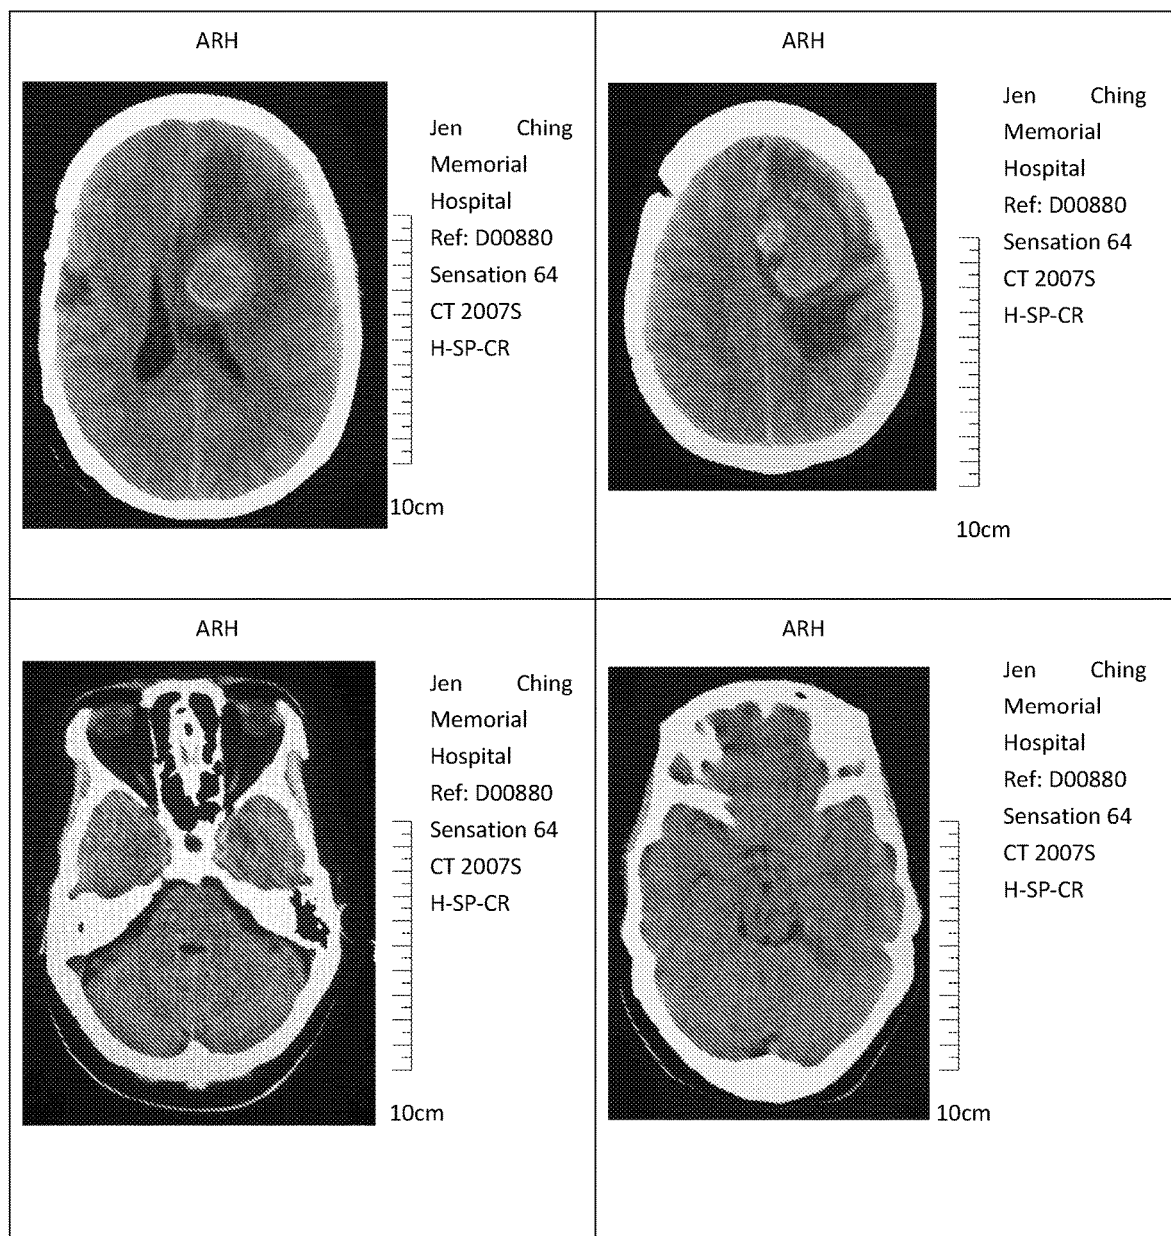 ARH
Jen Ching
Memorial
Hospital
Ref: D00880
Sensation 64
CT 2007S
H-SP-CR
10cm
ARH
Jen Ching
Memorial
Hospital
Ref: D00880
Sensation 64
CT 2007S
H-SP-CR
10cm
ARH
Jen Ching
Memorial
Hospital
Ref: D00880
Sensation 64
CT 2007S
H-SP-CR
10cm
ARH
Jen Ching
Memorial
Hospital
Ref: D00880
Sensation 64
CT 2007S
H-SP-CR
10cm